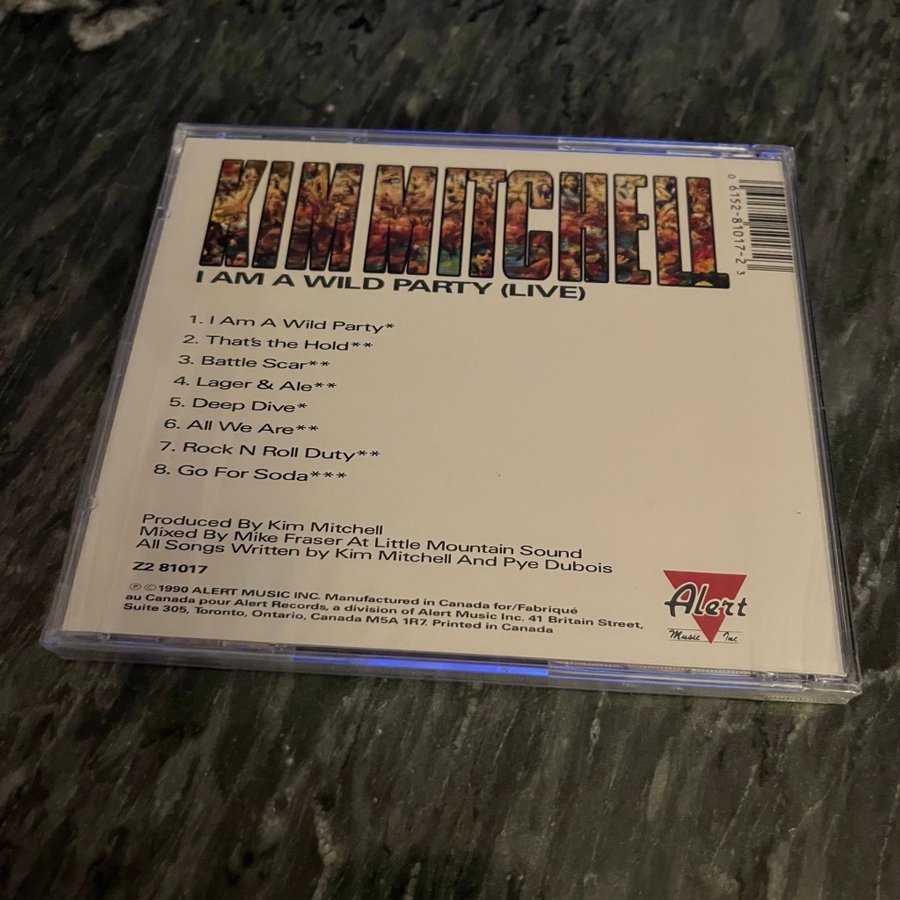 KIM MITCHELL
I AM A WILD PARTY (LIVE)
0 6152-81017-2 3
1. I Am A Wild Party*
2. That's the Hold**
3. Battle Scar**
4. Lager & Ale**
5. Deep Dive*
6. All We Are**
7. Rock N Roll Duty**
8. Go For Soda***
Produced By Kim Mitchell
Mixed By Mike Fraser At Little Mountain Sound
All Songs Written by Kim Mitchell And Pye Dubois
Z2 81017
℗ © 1990 ALERT MUSIC INC. Manufactured in Canada for/Fabriqué
au Canada pour Alert Records, a division of Alert Music Inc. 41 Britain Street,
Suite 305, Toronto, Ontario, Canada M5A 1R7. Printed in Canada
Alert
Music Inc